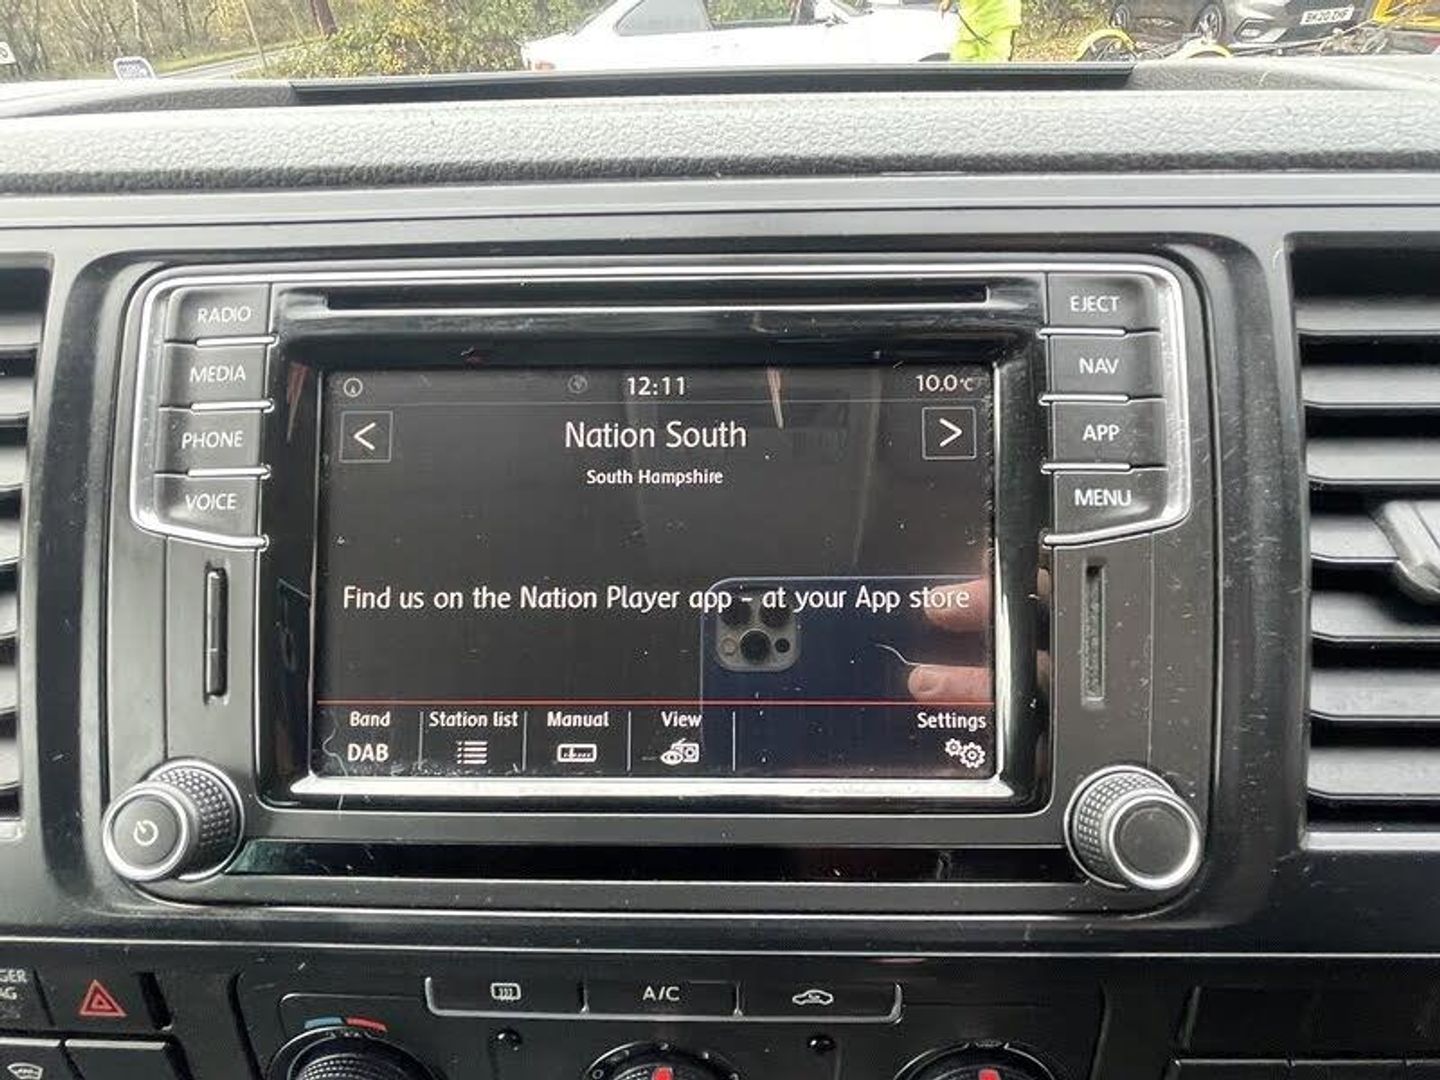 RADIO
MEDIA
PHONE
VOICE
EJECT
NAV
APP
MENU
12:11
10.0°C
<
Nation South
>
South Hampshire
Find us on the Nation Player app - at your App store
Band
Station list
Manual
View
Settings
DAB
A/C